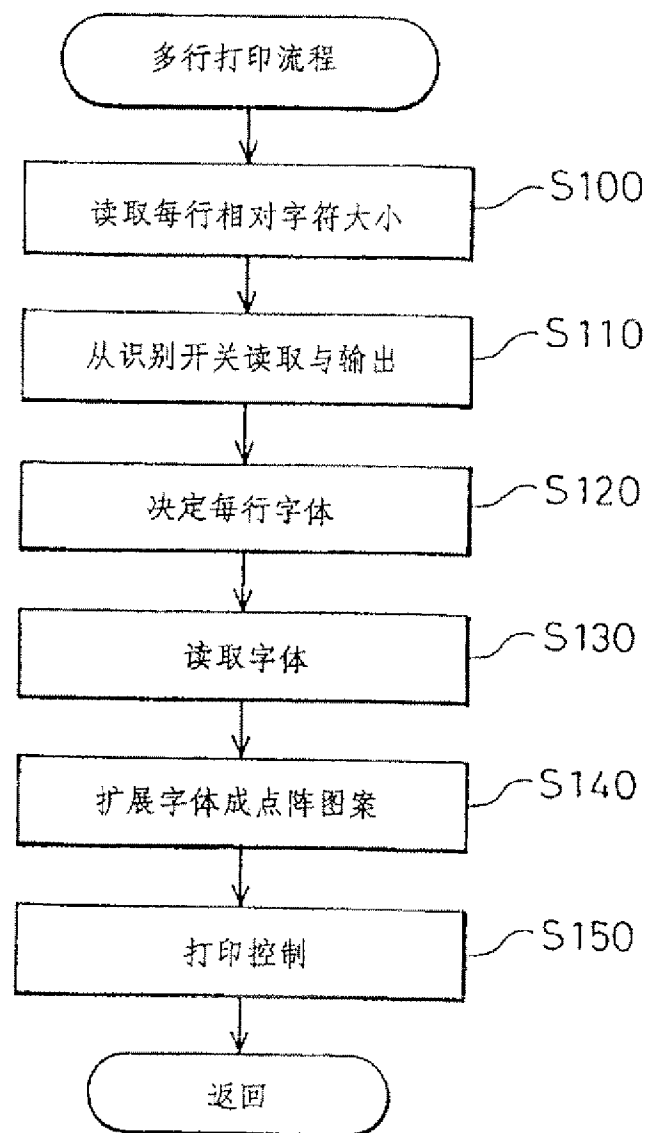 多行打印流程
读取每行相对字符大小
S100
从识别开关读取与输出
S110
决定每行字体
S120
读取字体
S130
扩展字体成点阵图案
S140
打印控制
S150
返回